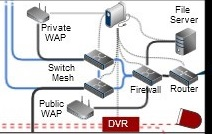 Private
WAP
File
Server
Switch
Mesh
Firewall
Router
Public
WAP
DVR